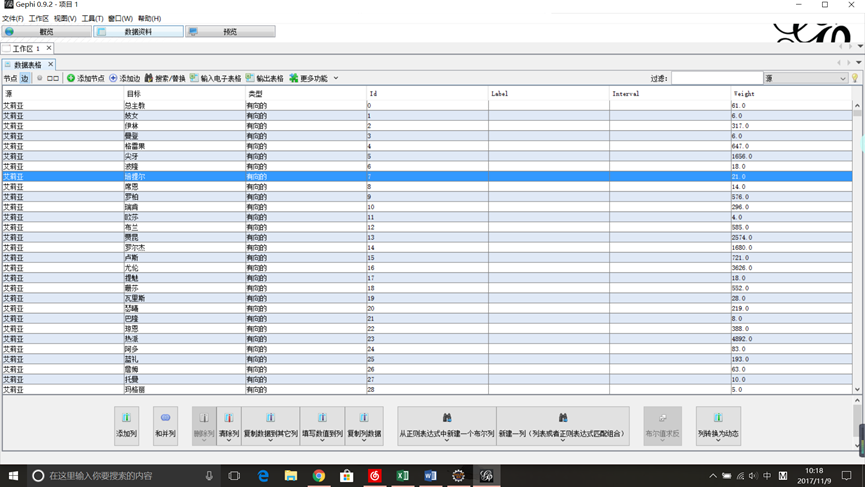 Gephi 0.9.2 - 项目 1
文件(F) 工作区 视图(V) 工具(T) 窗口(W) 帮助(H)
概览 数据资料 预览
工作区 1 ×
数据表格 ×
节点 边 添加节点 添加边 搜索/替换 输入电子表格 输出表格 更多功能 过滤: 源
源 目标 类型 Id Label Interval Weight
艾莉亚 总主教 有向的 0 61.0
艾莉亚 妓女 有向的 1 6.0
艾莉亚 伊林 有向的 2 317.0
艾莉亚 曼登 有向的 3 6.0
艾莉亚 格雷果 有向的 4 647.0
艾莉亚 尖牙 有向的 5 1656.0
艾莉亚 波隆 有向的 6 18.0
艾莉亚 提尔 有向的 7 21.0
艾莉亚 席恩 有向的 8 14.0
艾莉亚 罗柏 有向的 9 576.0
艾莉亚 瑞肯 有向的 10 296.0
艾莉亚 欧莎 有向的 11 4.0
艾莉亚 布兰 有向的 12 585.0
艾莉亚 贾昆 有向的 13 2574.0
艾莉亚 罗尔杰 有向的 14 1680.0
艾莉亚 卢斯 有向的 15 721.0
艾莉亚 尤伦 有向的 16 3626.0
艾莉亚 提魅 有向的 17 18.0
艾莉亚 珊莎 有向的 18 552.0
艾莉亚 瓦里斯 有向的 19 28.0
艾莉亚 瑟曦 有向的 20 219.0
艾莉亚 巴隆 有向的 21 8.0
艾莉亚 琼恩 有向的 22 388.0
艾莉亚 热派 有向的 23 4892.0
艾莉亚 阿多 有向的 24 83.0
艾莉亚 蓝礼 有向的 25 193.0
艾莉亚 詹姆 有向的 26 63.0
艾莉亚 托曼 有向的 27 10.0
艾莉亚 玛格丽 有向的 28 5.0
添加列 和并列 删除列 清除列 复制数据到其它列 填写数值到列 复制列数据 从正则表达式中新建一个布尔列 新建一列（列表或者正则表达式匹配组合） 布尔值求反 列转换为动态
在这里输入你要搜索的内容
中 M 10:18
2017/11/9